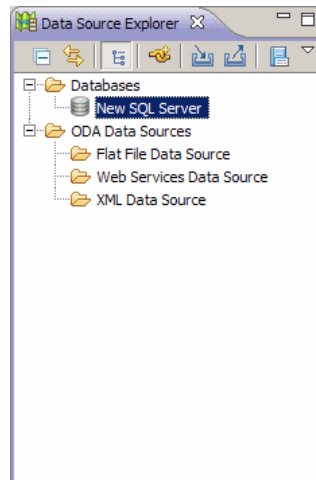 Data Source Explorer
Databases
New SQL Server
ODA Data Sources
Flat File Data Source
Web Services Data Source
XML Data Source